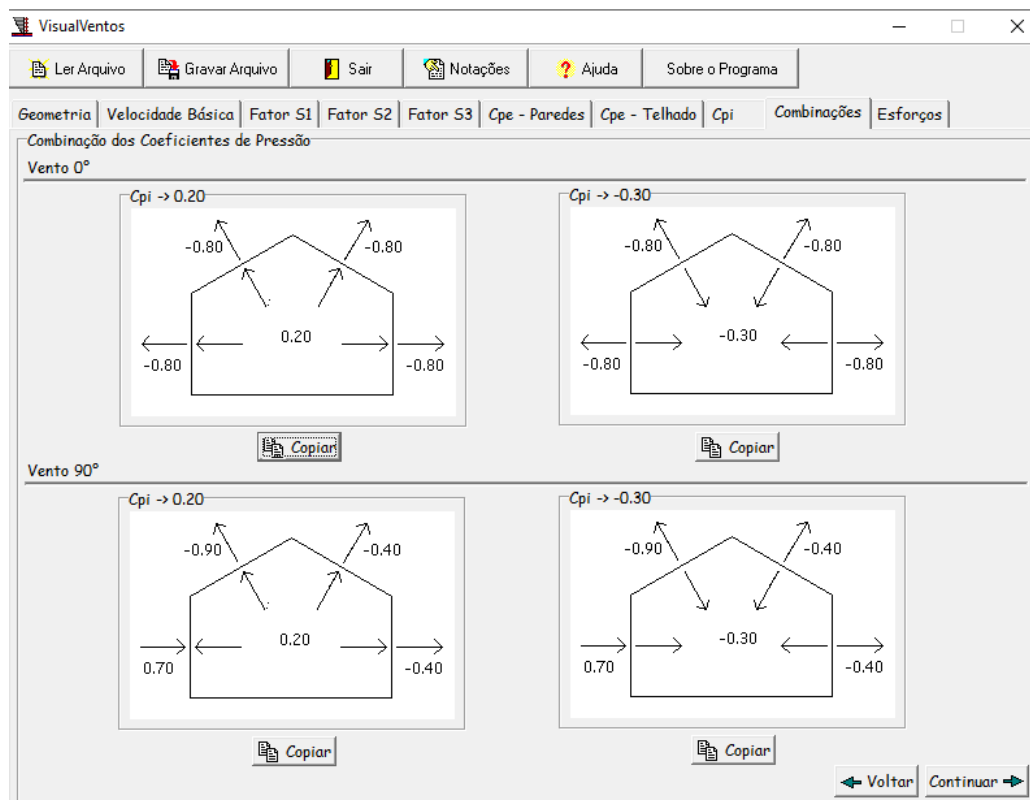 VisualVentos
Ler Arquivo Gravar Arquivo Sair Notações Ajuda Sobre o Programa
Geometria Velocidade Básica Fator S1 Fator S2 Fator S3 Cpe - Paredes Cpe - Telhado Cpi Combinações Esforços
Combinação dos Coeficientes de Pressão
Vento 0°
Cpi -> 0.20
-0.80 -0.80
0.20
-0.80 -0.80
Copiar
Cpi -> -0.30
-0.80 -0.80
-0.30
-0.80 -0.80
Copiar
Vento 90°
Cpi -> 0.20
-0.90 -0.40
0.20
0.70 -0.40
Copiar
Cpi -> -0.30
-0.90 -0.40
-0.30
0.70 -0.40
Copiar
Voltar Continuar